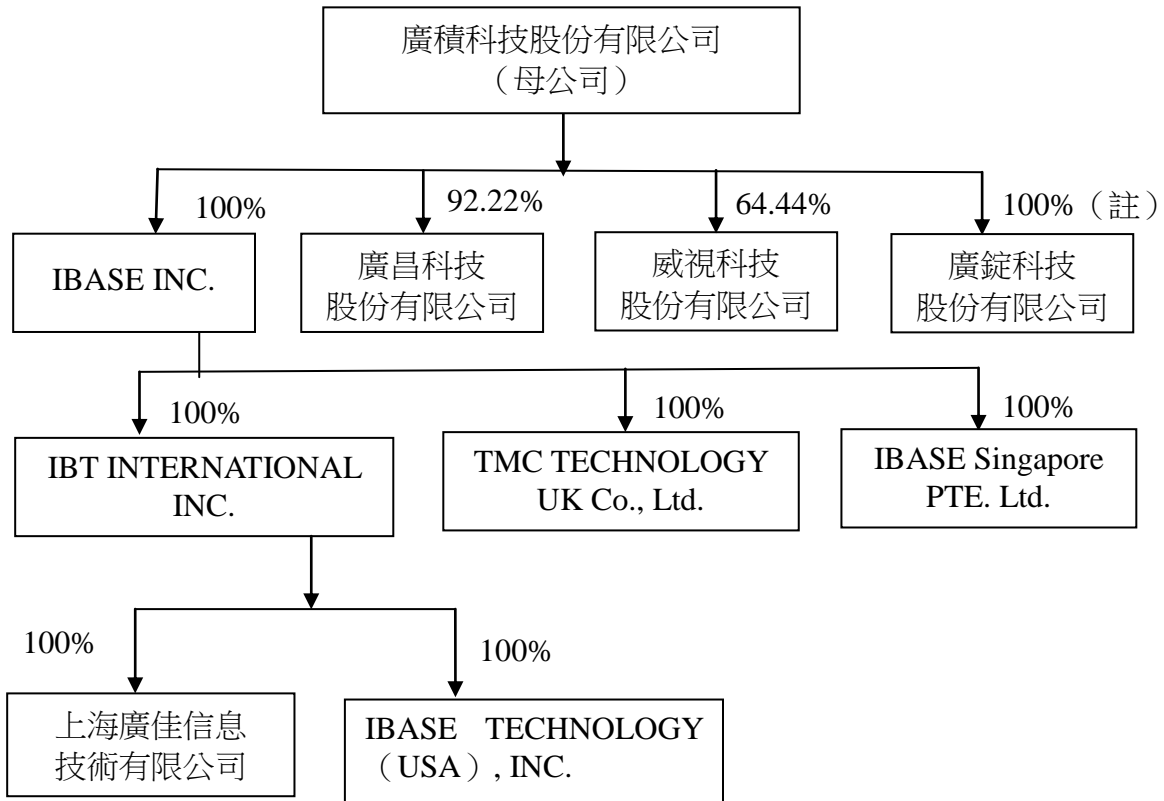 廣積科技股份有限公司
（母公司）
100%
92.22%
64.44%
100%（註）
IBASE INC.
廣昌科技
股份有限公司
威視科技
股份有限公司
廣錠科技
股份有限公司
100%
100%
100%
IBT INTERNATIONAL
INC.
TMC TECHNOLOGY
UK Co., Ltd.
IBASE Singapore
PTE. Ltd.
100%
100%
上海廣佳信息
技術有限公司
IBASE TECHNOLOGY
（USA）, INC.